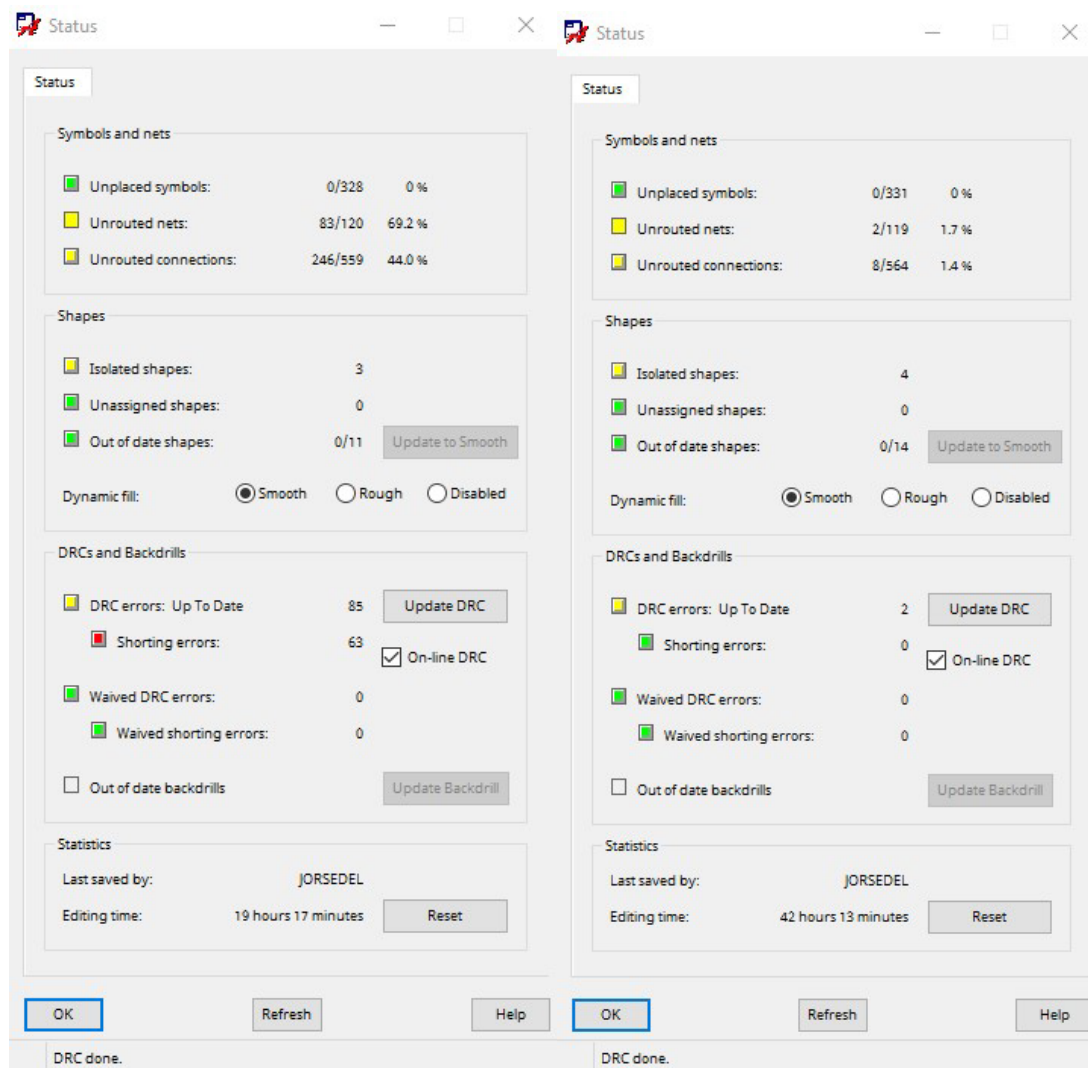 Status
Status
Symbols and nets
Unplaced symbols: 0/328 0 %
Unrouted nets: 83/120 69.2 %
Unrouted connections: 246/559 44.0 %
Shapes
Isolated shapes: 3
Unassigned shapes: 0
Out of date shapes: 0/11 Update to Smooth
Dynamic fill: Smooth Rough Disabled
DRCs and Backdrills
DRC errors: Up To Date 85 Update DRC
Shorting errors: 63
On-line DRC
Waived DRC errors: 0
Waived shorting errors: 0
Out of date backdrills Update Backdrill
Statistics
Last saved by: JORSEDEL
Editing time: 19 hours 17 minutes Reset
OK Refresh Help
DRC done.
Status
Status
Symbols and nets
Unplaced symbols: 0/331 0 %
Unrouted nets: 2/119 1.7 %
Unrouted connections: 8/564 1.4 %
Shapes
Isolated shapes: 4
Unassigned shapes: 0
Out of date shapes: 0/14 Update to Smooth
Dynamic fill: Smooth Rough Disabled
DRCs and Backdrills
DRC errors: Up To Date 2 Update DRC
Shorting errors: 0
On-line DRC
Waived DRC errors: 0
Waived shorting errors: 0
Out of date backdrills Update Backdrill
Statistics
Last saved by: JORSEDEL
Editing time: 42 hours 13 minutes Reset
OK Refresh Help
DRC done.